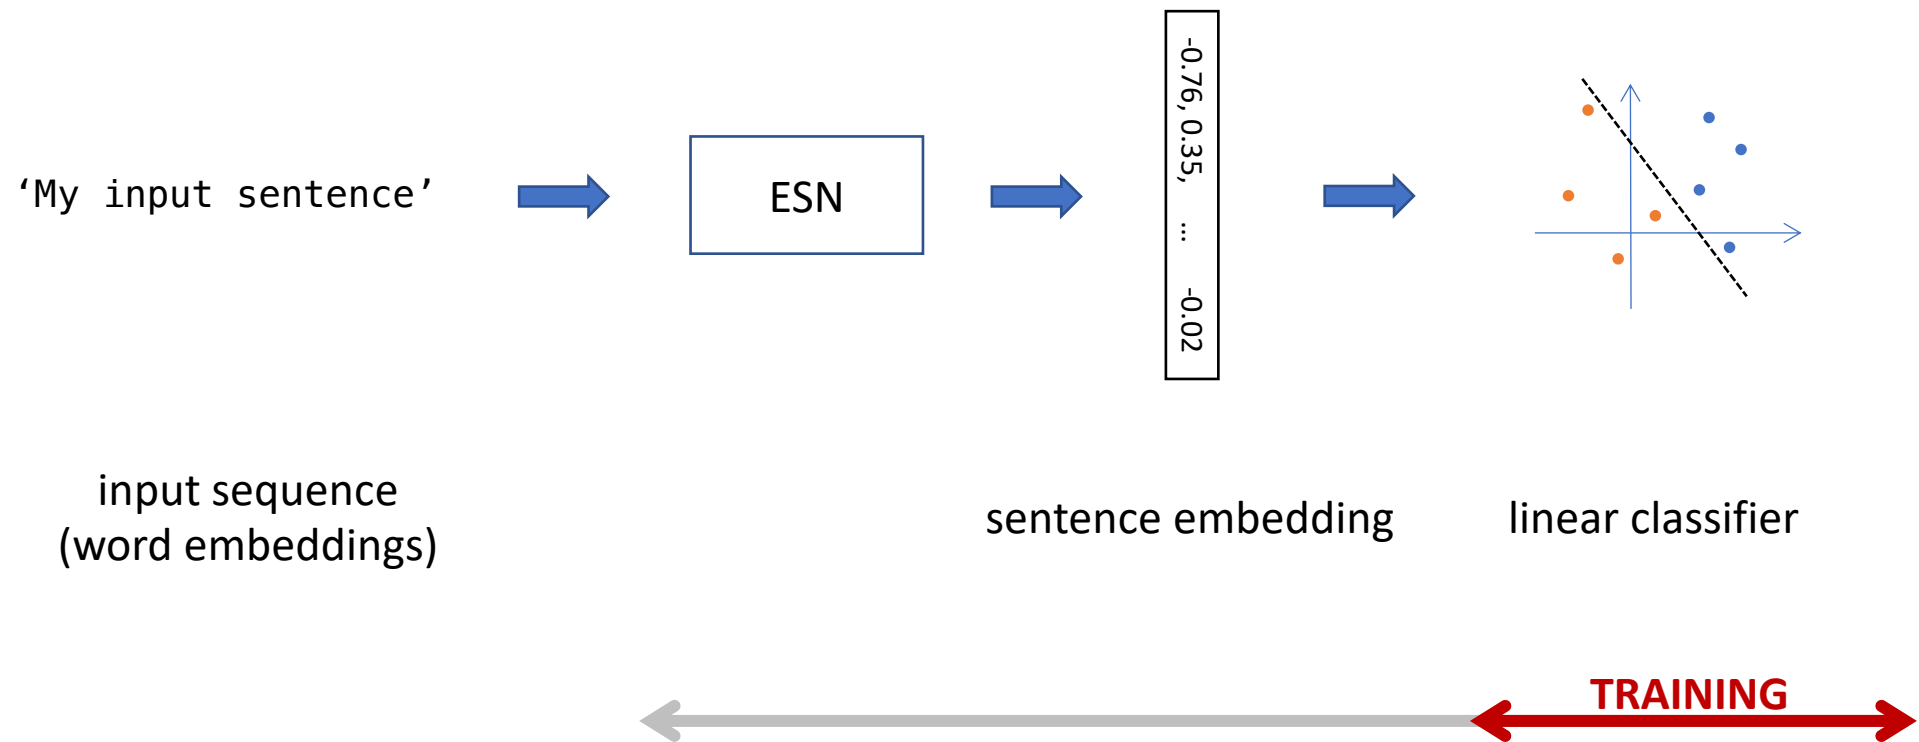 ‘My input sentence’
ESN
-0.76, 0.35, ... -0.02
input sequence
(word embeddings)
sentence embedding
linear classifier
TRAINING